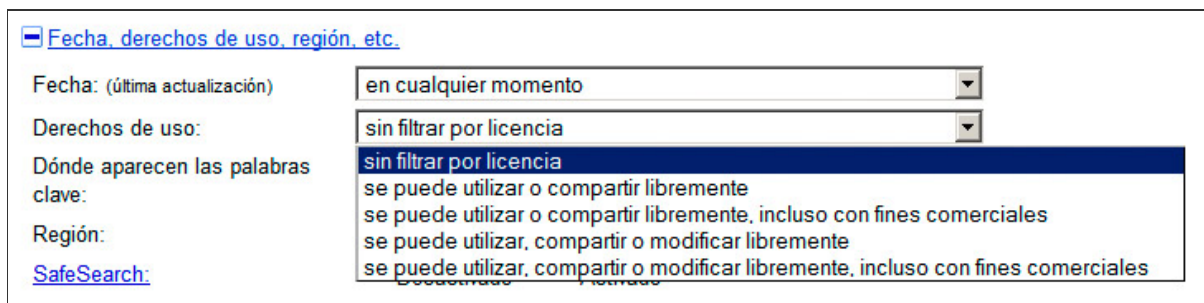 Fecha, derechos de uso, región, etc.
Fecha: (última actualización) en cualquier momento
Derechos de uso: sin filtrar por licencia
sin filtrar por licencia
Dónde aparecen las palabras
clave:
se puede utilizar o compartir libremente
se puede utilizar o compartir libremente, incluso con fines comerciales
Región:
se puede utilizar, compartir o modificar libremente
SafeSearch:
se puede utilizar, compartir o modificar libremente, incluso con fines comerciales